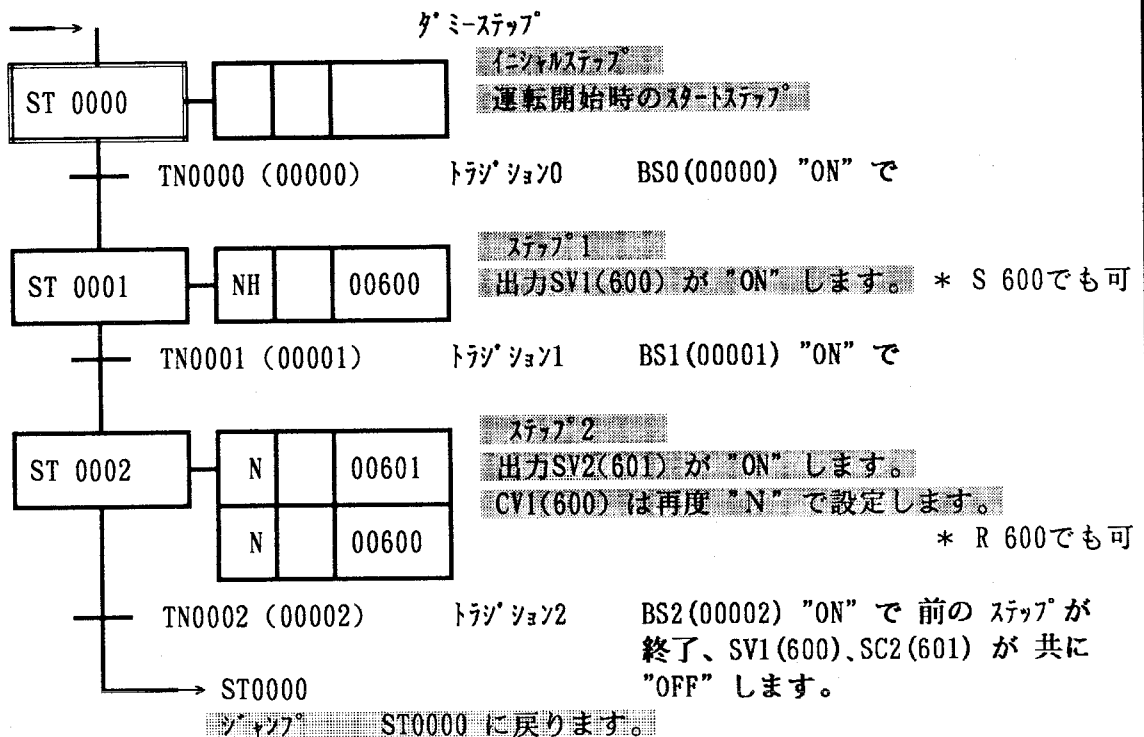 ﾀﾞﾐｰｽﾃｯﾌﾟ
ｲﾆｼｬﾙｽﾃｯﾌﾟ
ST 0000
運転開始時のｽﾀｰﾄｽﾃｯﾌﾟ
TN0000 (00000) ﾄﾗｼﾞｼｮﾝ0 BS0(00000) "ON" で
ｽﾃｯﾌﾟ1
ST 0001 NH 00600 出力SV1(600) が "ON" します。 * S 600でも可
TN0001 (00001) ﾄﾗｼﾞｼｮﾝ1 BS1(00001) "ON" で
ｽﾃｯﾌﾟ2
ST 0002 N 00601 出力SV2(601) が "ON" します。
CV1(600) は再度 "N" で設定します。
N 00600 * R 600でも可
TN0002 (00002) ﾄﾗｼﾞｼｮﾝ2 BS2(00002) "ON" で 前の ｽﾃｯﾌﾟが
終了、SV1(600)、SC2(601) が 共に
ST0000 "OFF" します。
ｼﾞｬﾝﾌﾟ ST0000 に戻ります。